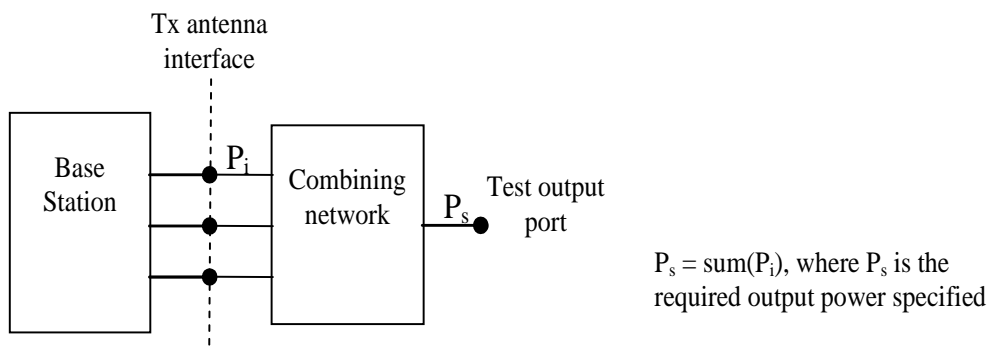 Tx antenna
interface
Base
Station
P_i
Combining
network
P_s
Test output
port
P_s = sum(P_i), where P_s is the
required output power specified